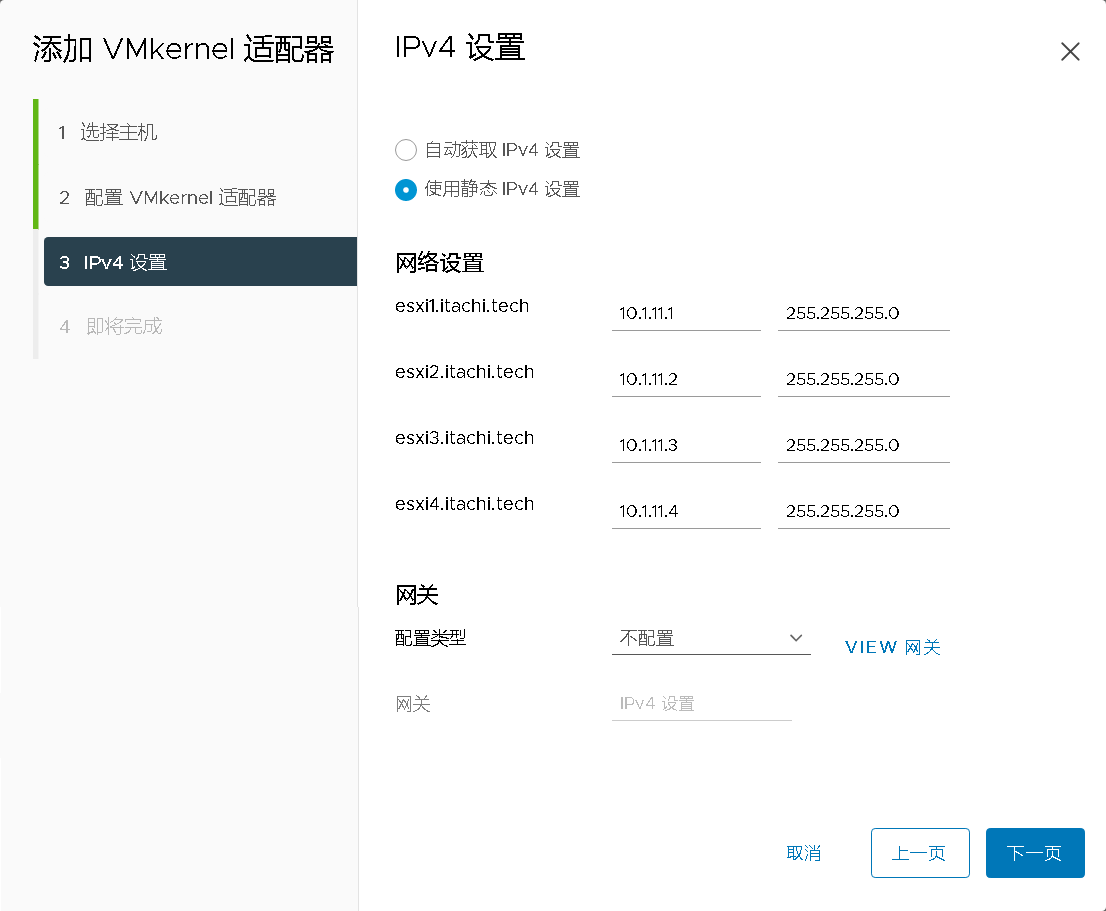 添加 VMkernel 适配器
1 选择主机
2 配置 VMkernel 适配器
3 IPv4 设置
4 即将完成
IPv4 设置
自动获取 IPv4 设置
使用静态 IPv4 设置
网络设置
esxi1.itachi.tech 10.1.11.1 255.255.255.0
esxi2.itachi.tech 10.1.11.2 255.255.255.0
esxi3.itachi.tech 10.1.11.3 255.255.255.0
esxi4.itachi.tech 10.1.11.4 255.255.255.0
网关
配置类型 不配置 VIEW 网关
网关 IPv4 设置
取消 上一页 下一页